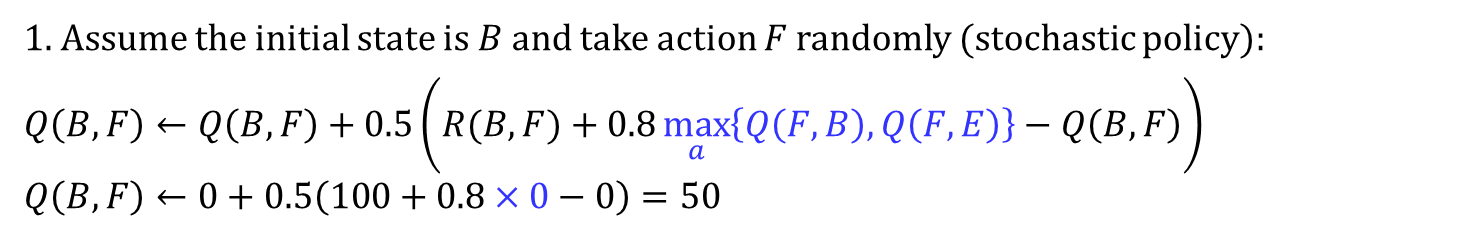 1. Assume the initial state is B and take action F randomly (stochastic policy):
Q(B, F) ← Q(B, F) + 0.5 ( R(B, F) + 0.8 max{Q(F, B), Q(F, E)} − Q(B, F) )
a
Q(B, F) ← 0 + 0.5(100 + 0.8 × 0 − 0) = 50